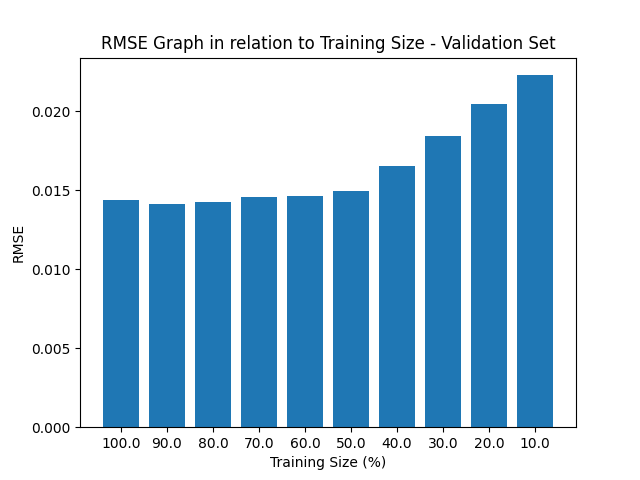 RMSE Graph in relation to Training Size - Validation Set
0.020
0.015
0.010
0.005
0.000
RMSE
100.0 90.0 80.0 70.0 60.0 50.0 40.0 30.0 20.0 10.0
Training Size (%)